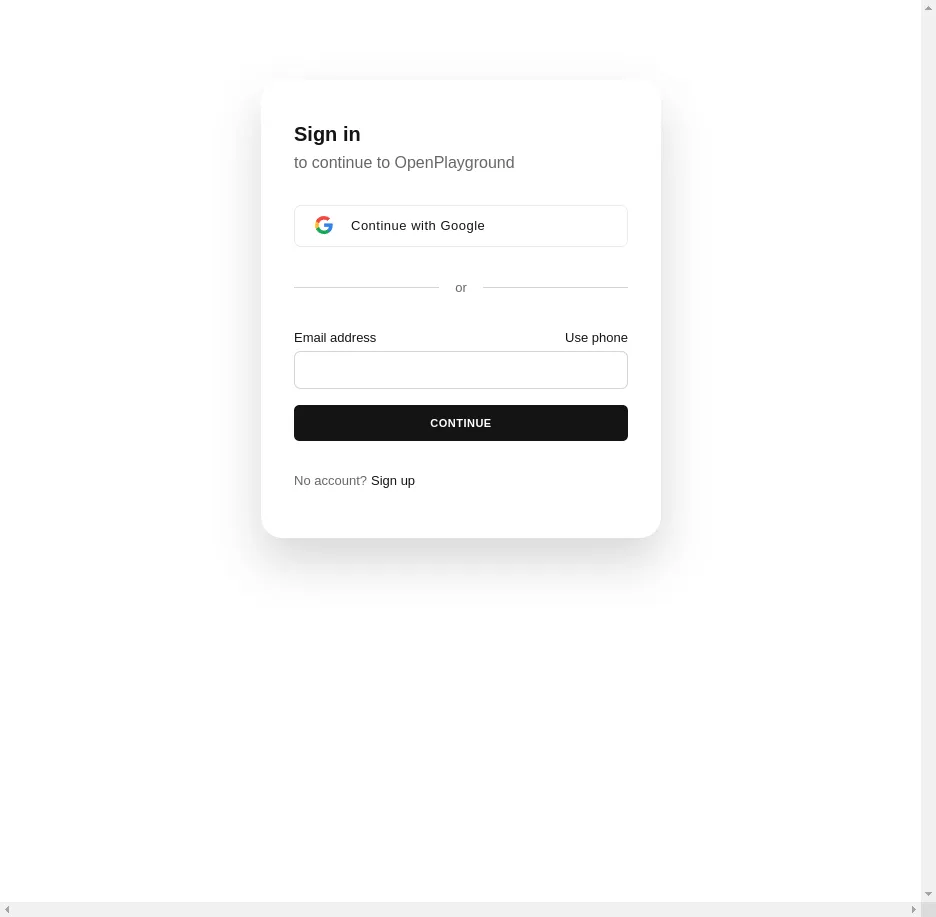 Sign in
to continue to OpenPlayground
Continue with Google
or
Email address Use phone
CONTINUE
No account? Sign up